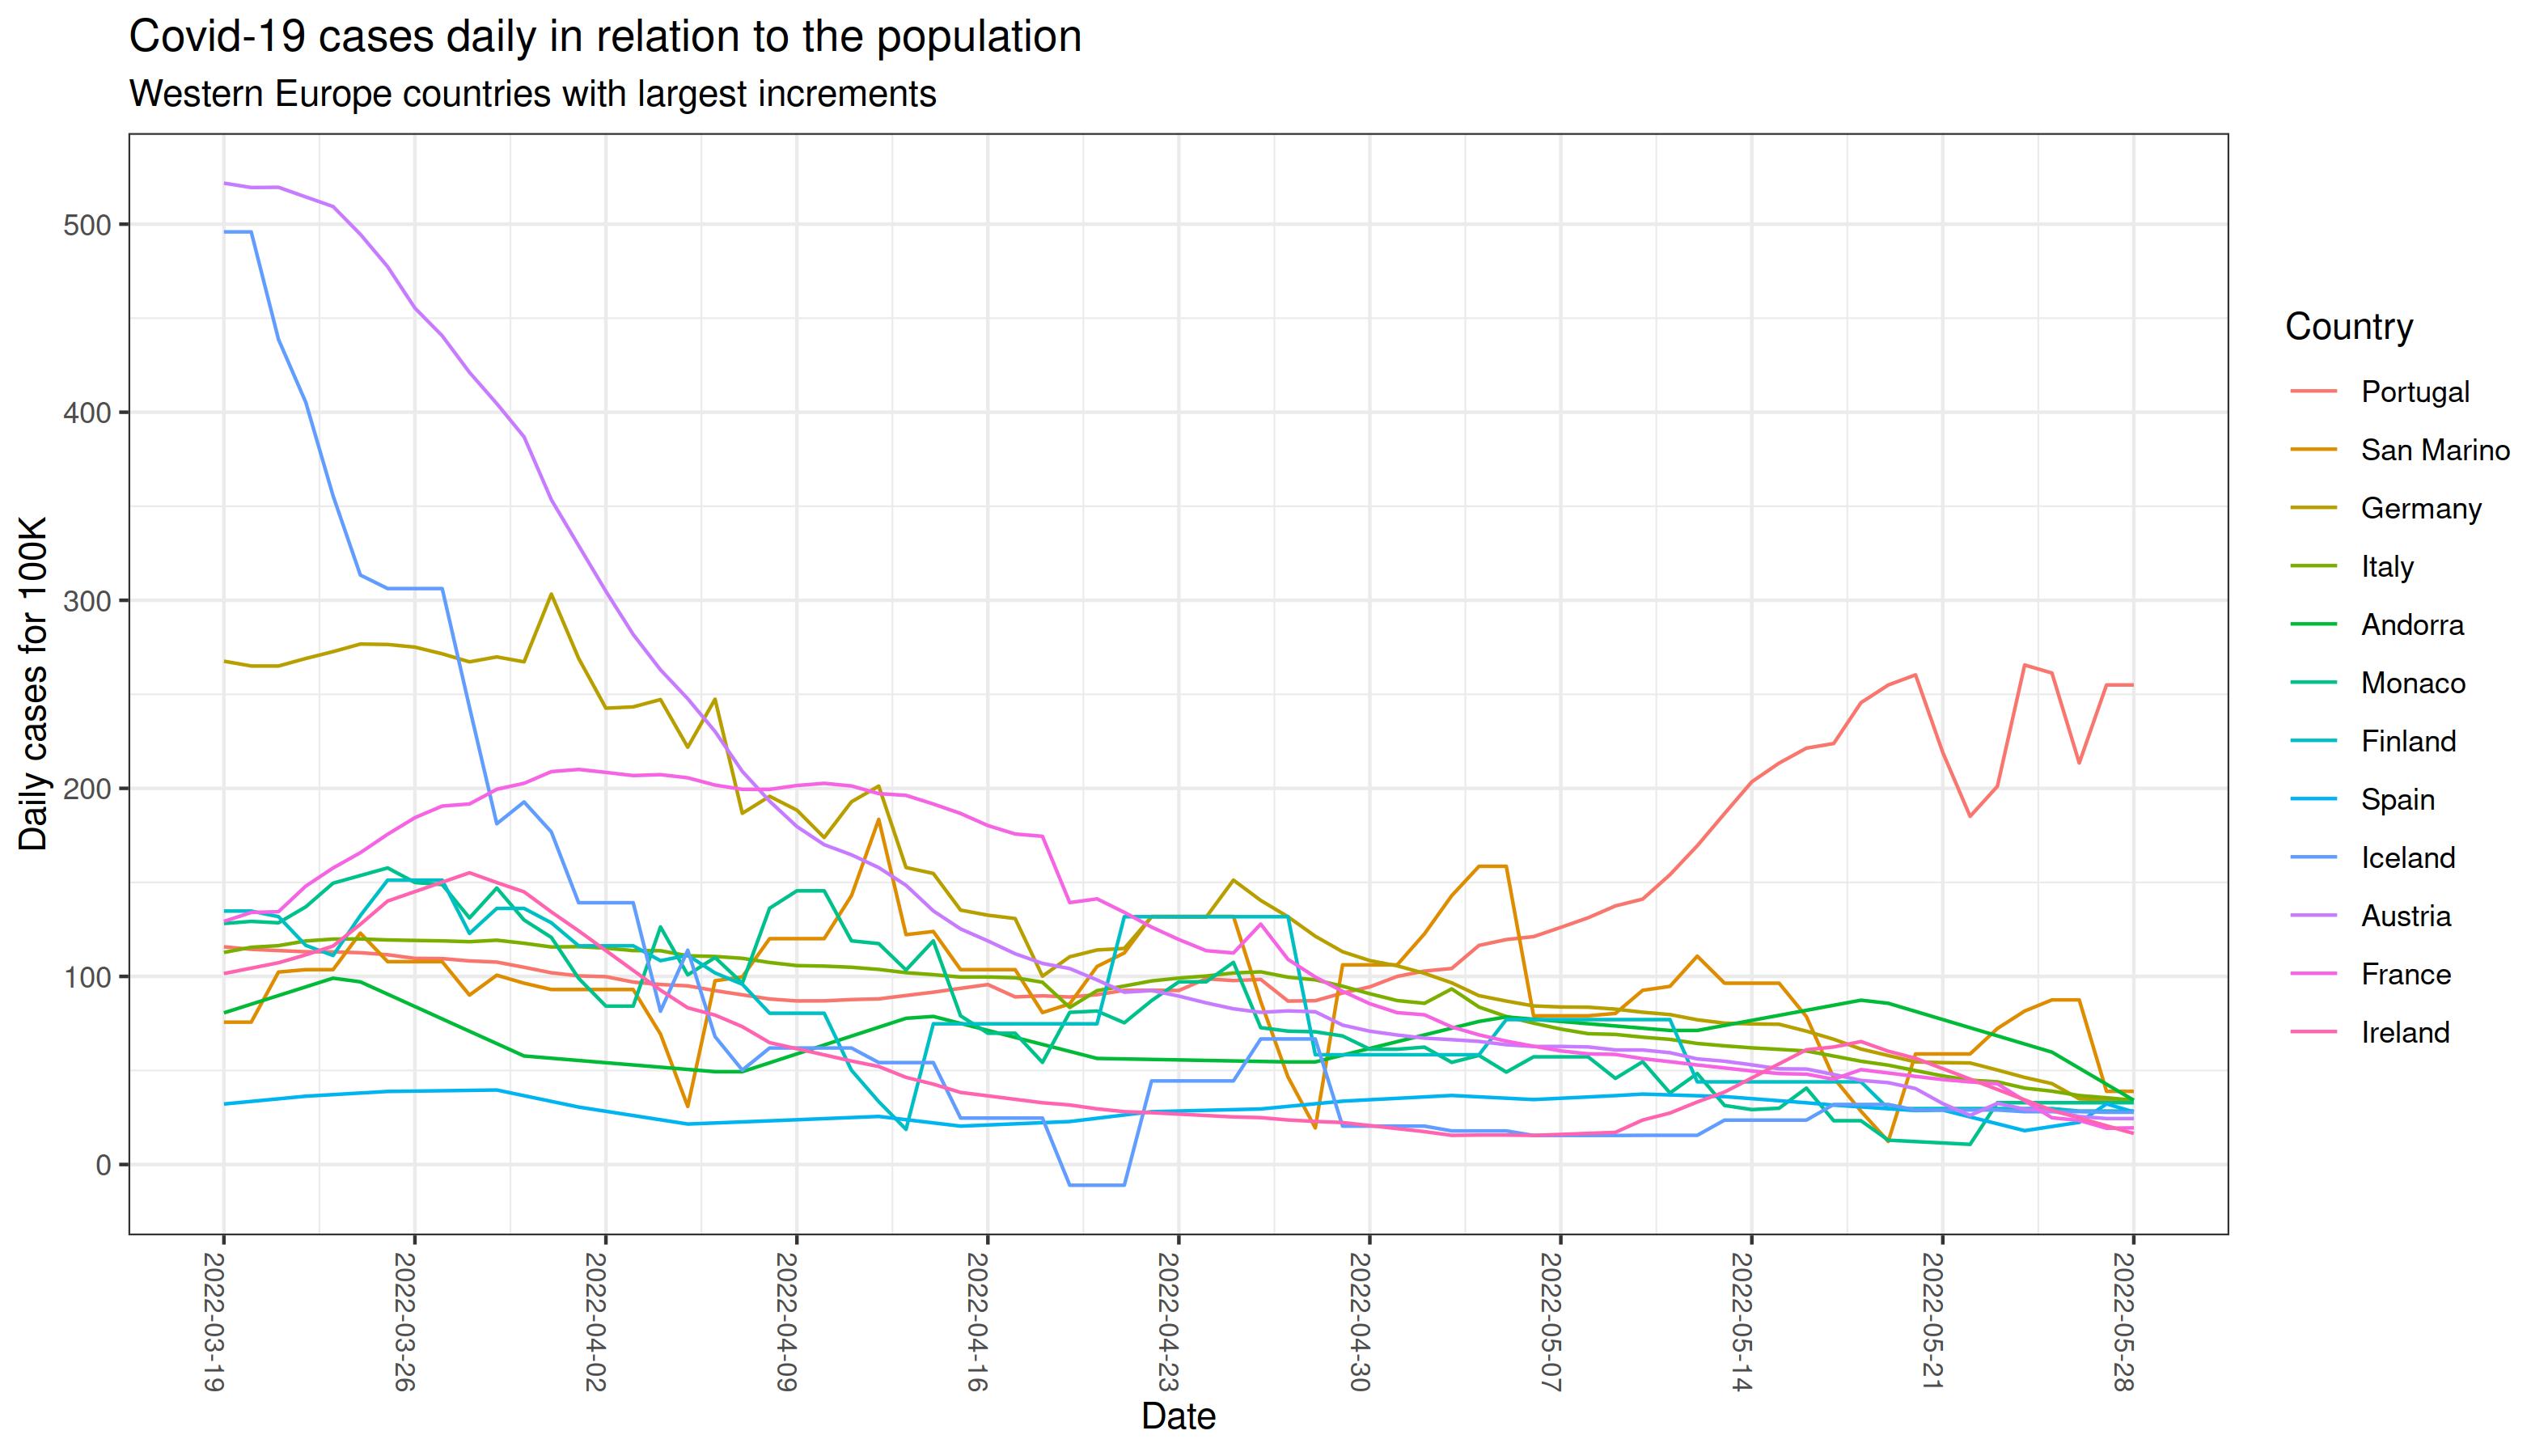 Covid-19 cases daily in relation to the population
Western Europe countries with largest increments
Daily cases for 100K
500
400
300
200
100
0
2022-03-19
2022-03-26
2022-04-02
2022-04-09
2022-04-16
2022-04-23
2022-04-30
2022-05-07
2022-05-14
2022-05-21
2022-05-28
Date
Country
Portugal
San Marino
Germany
Italy
Andorra
Monaco
Finland
Spain
Iceland
Austria
France
Ireland